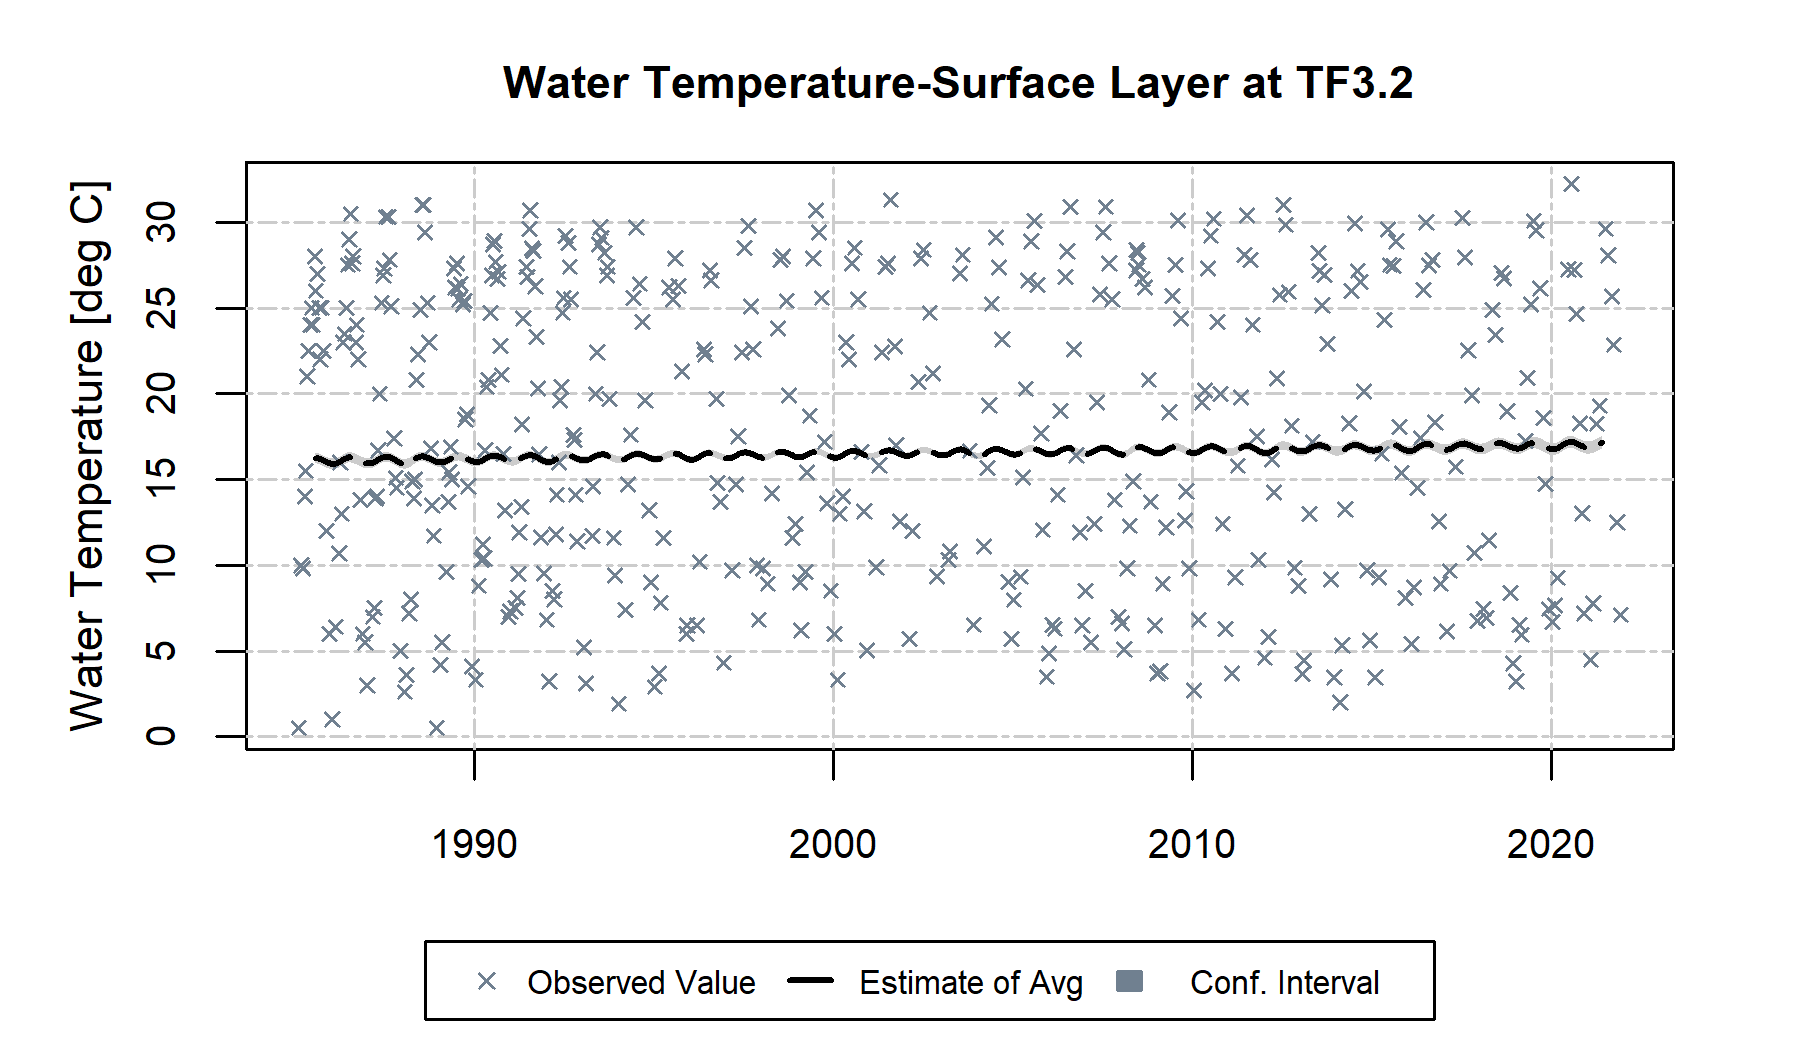 Water Temperature-Surface Layer at TF3.2
Water Temperature [deg C]
30
25
20
15
10
5
0
1990 2000 2010 2020
Observed Value Estimate of Avg Conf. Interval